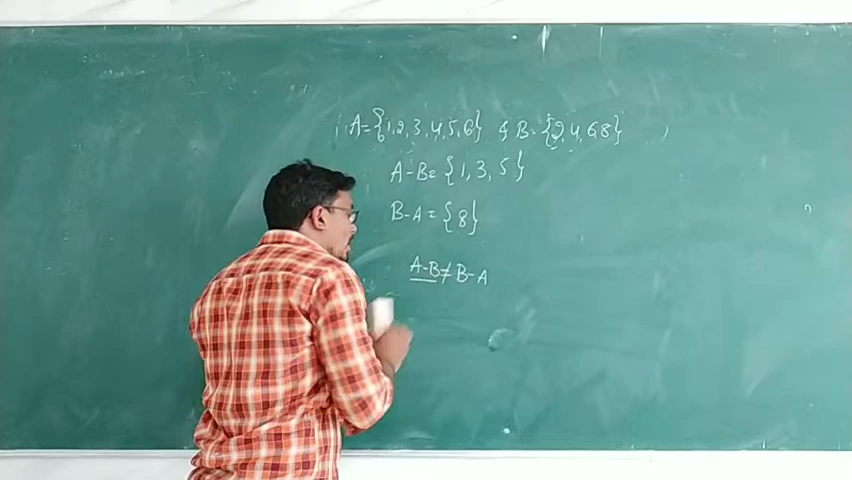 A = {1, 2, 3, 4, 5, 6} & B = {2, 4, 6, 8}
A - B = {1, 3, 5}
B - A = {8}
A - B ≠ B - A